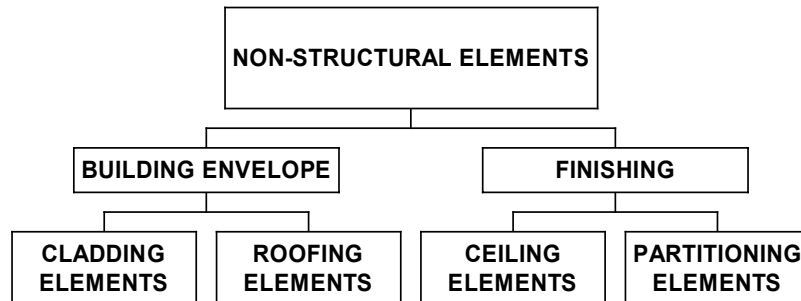 NON-STRUCTURAL ELEMENTS
BUILDING ENVELOPE
FINISHING
CLADDING
ELEMENTS
ROOFING
ELEMENTS
CEILING
ELEMENTS
PARTITIONING
ELEMENTS